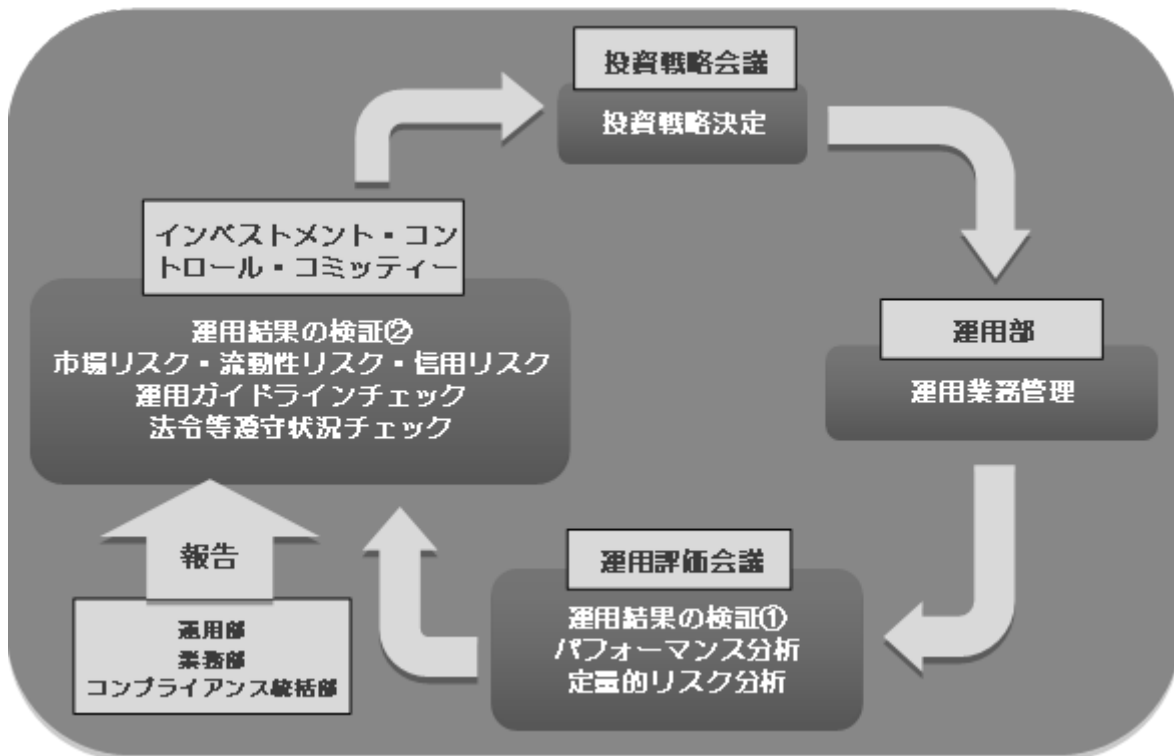 投資戦略会議
投資戦略決定
インベストメント・コン
トロール・コミッティー
運用結果の検証②
市場リスク・流動性リスク・信用リスク
運用ガイドラインチェック
法令等遵守状況チェック
運用部
運用業務管理
運用評価会議
運用結果の検証①
パフォーマンス分析
定量的リスク分析
報告
運用部
業務部
コンプライアンス統括部